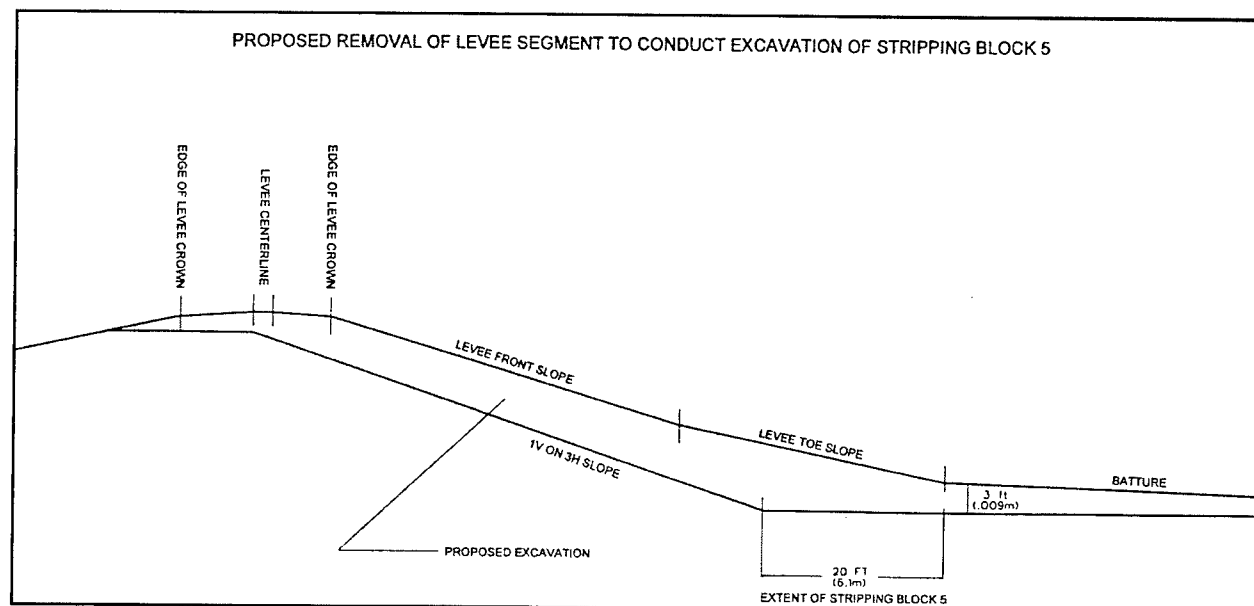 PROPOSED REMOVAL OF LEVEE SEGMENT TO CONDUCT EXCAVATION OF STRIPPING BLOCK 5
EDGE OF LEVEE CROWN
LEVEE CENTERLINE
EDGE OF LEVEE CROWN
LEVEE FRONT SLOPE
1V ON 3H SLOPE
LEVEE TOE SLOPE
BATTURE
3 ft
(.009m)
PROPOSED EXCAVATION
20 FT
(6.1m)
EXTENT OF STRIPPING BLOCK 5